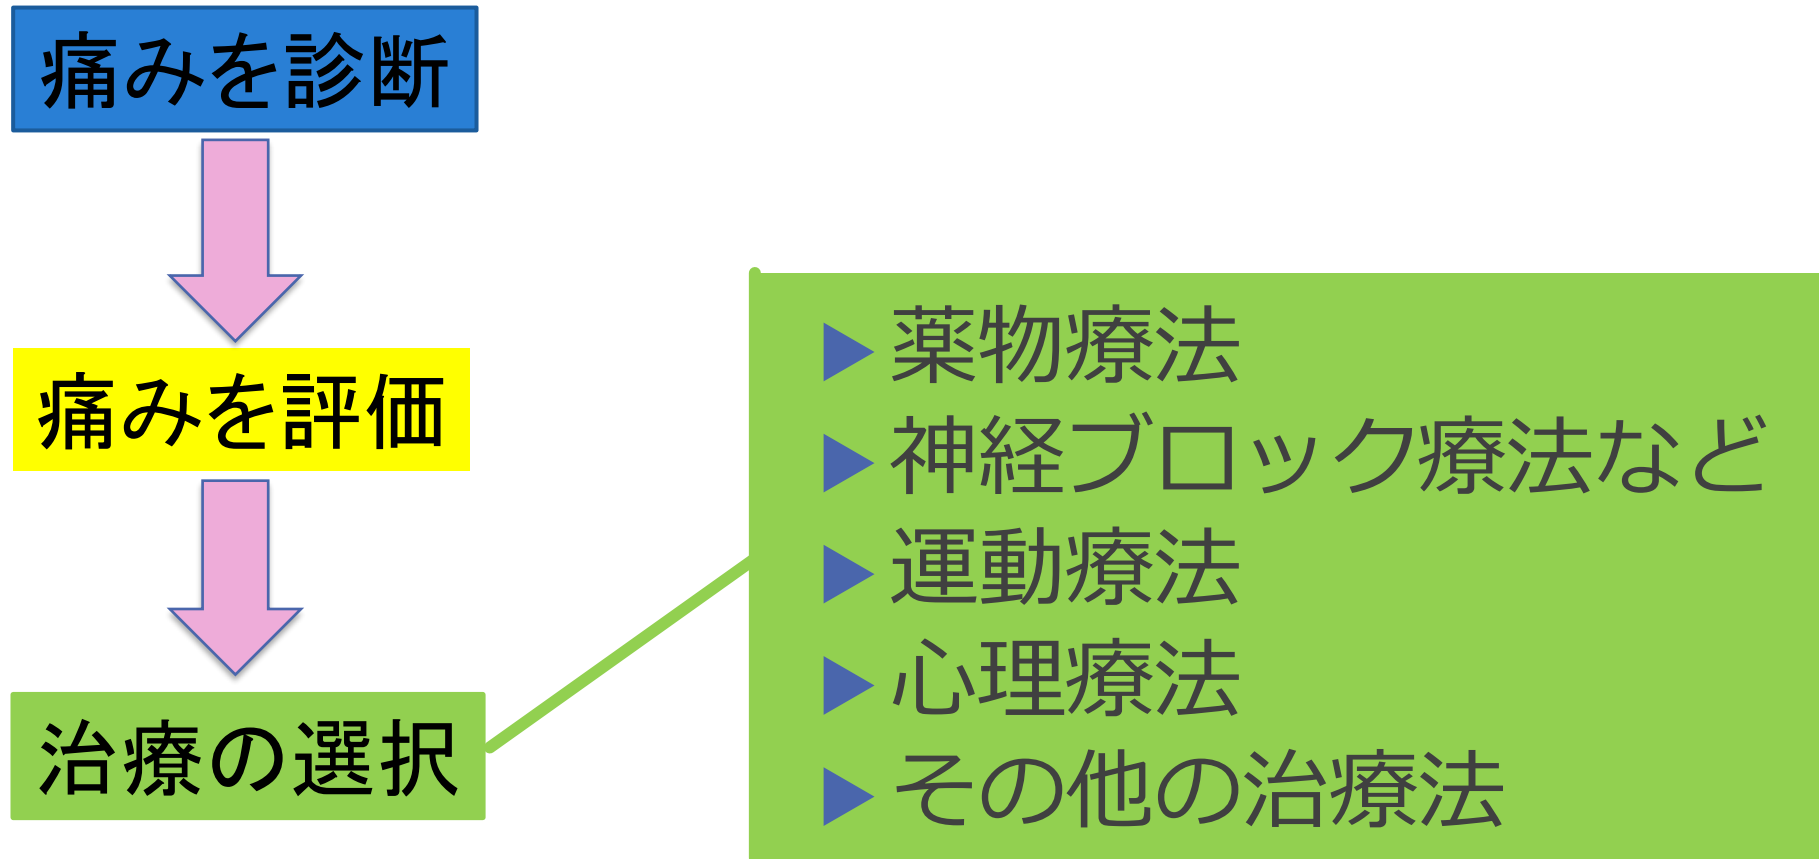 痛みを診断
痛みを評価
治療の選択
▶薬物療法
▶神経ブロック療法など
▶運動療法
▶心理療法
▶その他の治療法